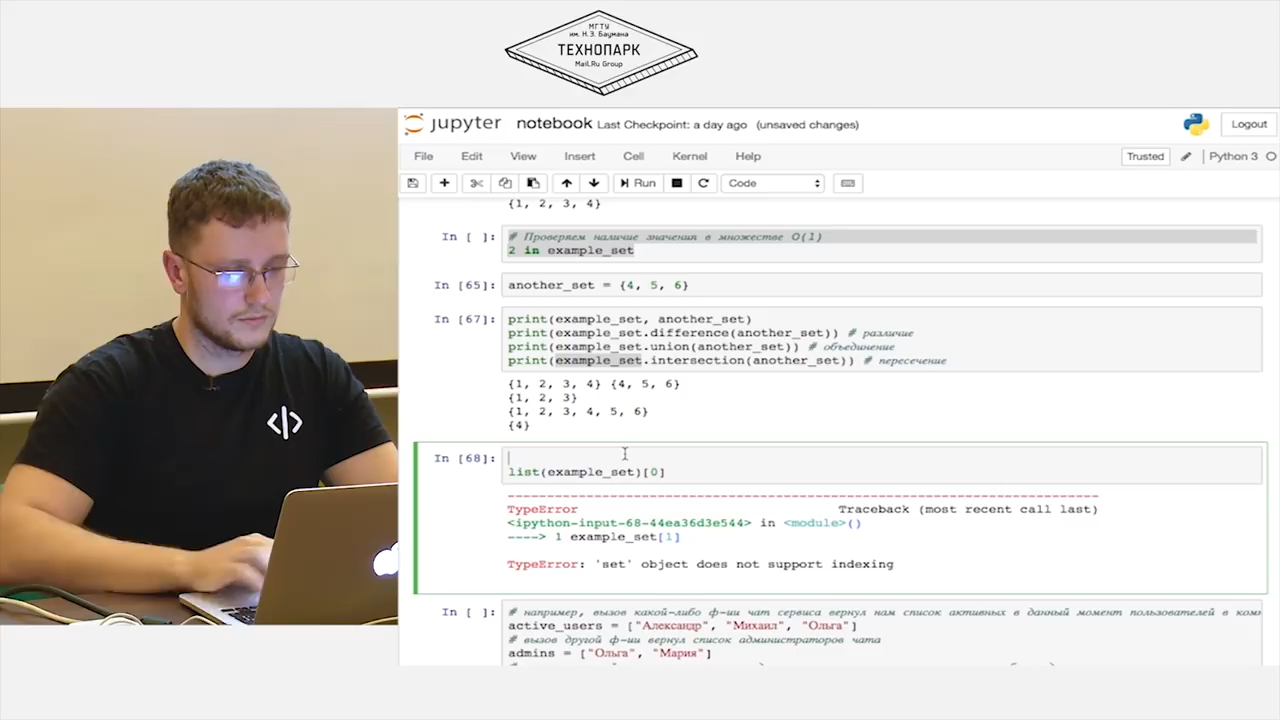 МГТУ
им. Н.Э. Баумана
ТЕХНОПАРК
Mail.Ru Group
jupyter notebook Last Checkpoint: a day ago (unsaved changes)
Logout
File Edit View Insert Cell Kernel Help
Trusted Python 3
Run Code
{1, 2, 3, 4}
In [ ]: # Проверяем наличие значения в множестве O(1)
2 in example_set
In [65]: another_set = {4, 5, 6}
In [67]: print(example_set, another_set)
print(example_set.difference(another_set)) # различие
print(example_set.union(another_set)) # объединение
print(example_set.intersection(another_set)) # пересечение
{1, 2, 3, 4} {4, 5, 6}
{1, 2, 3}
{1, 2, 3, 4, 5, 6}
{4}
In [68]:
list(example_set)[0]
---------------------------------------------------------------------------
TypeError Traceback (most recent call last)
<ipython-input-68-44ea36d3e544> in <module>()
----> 1 example_set[1]
TypeError: 'set' object does not support indexing
In [ ]: # например, вызов какой-либо ф-ии чат сервиса вернул нам список активных в данный момент пользователей в ком
active_users = ["Александр", "Михаил", "Ольга"]
# вызов другой ф-ии вернул список администраторов чата
admins = ["Ольга", "Мария"]